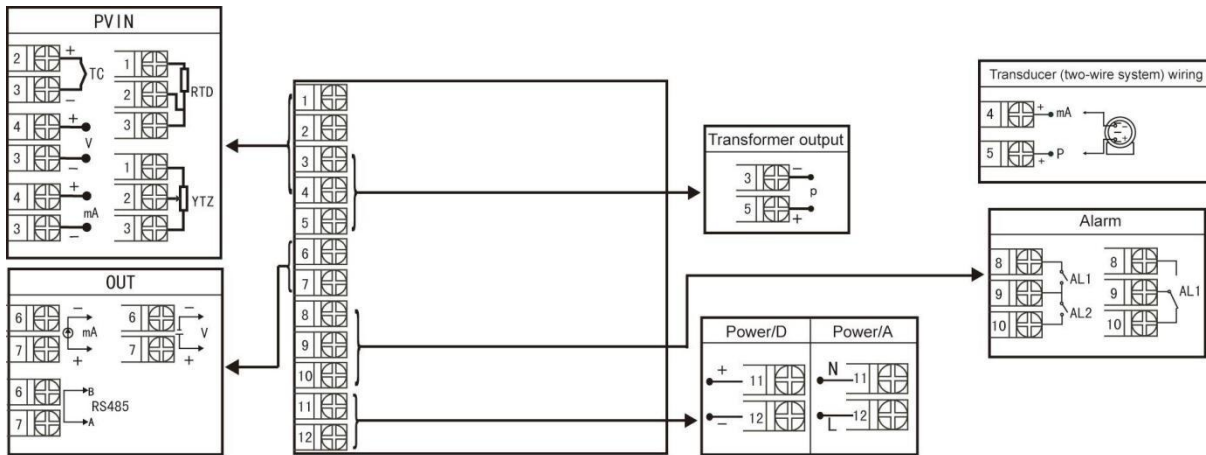 PVIN
2 + TC
3 −
4 + V
3 −
4 + mA
3 −
1 RTD
2
3
1
2 YTZ
3
OUT
6 − mA
7 +
6 − V
7 +
6 B
RS485
7 A
1
2
3
4
5
6
7
8
9
10
11
12
Transformer output
3 −
p
5 +
Power/D
+ 11
− 12
Power/A
N 11
L 12
Transducer (two-wire system) wiring
4 + mA −
5 + P +
Alarm
8
AL1
9
AL2
10
8
9 AL1
10